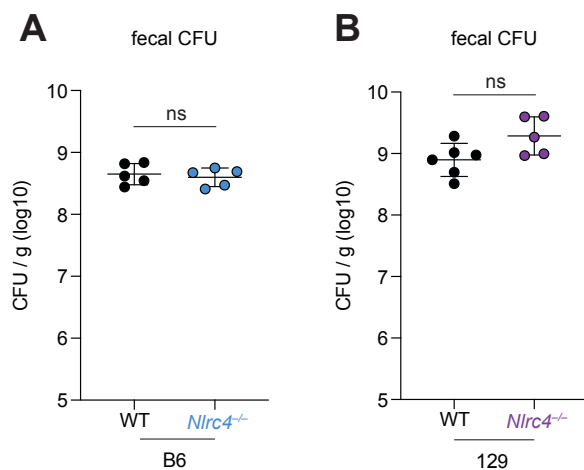 A
fecal CFU
CFU / g (log10)
10
9
8
7
6
5
ns
WT
Nlrc4–/–
B6
B
fecal CFU
CFU / g (log10)
10
9
8
7
6
5
ns
WT
Nlrc4–/–
129